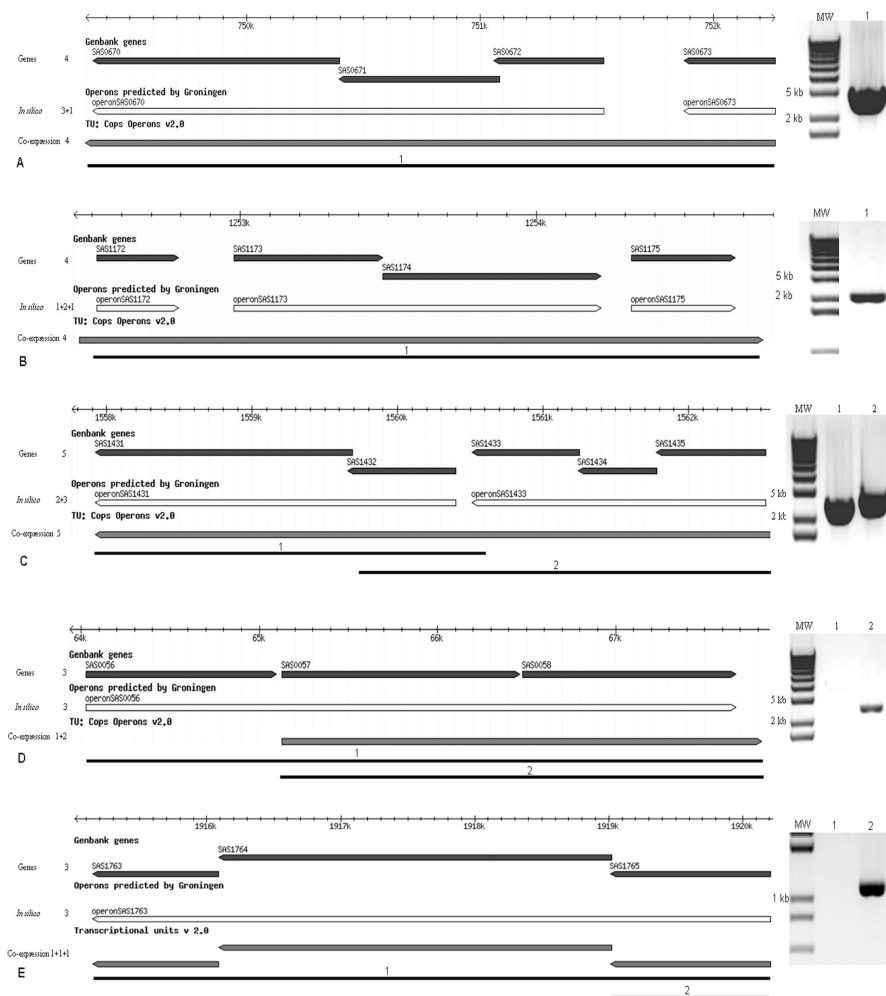 750k 751k 752k
Genbank genes
SAS0670 SAS0672 SAS0673
Genes 4
SAS0671
Operons predicted by Groningen
operonSAS0670 operonSAS0673
In silico 3+1
TU: Cops Operons v2.0
Co-expression 4
1
A
MW 1
5 kb
2 kb
1253k 1254k
Genbank genes
SAS1172 SAS1173 SAS1175
Genes 4
SAS1174
Operons predicted by Groningen
operonSAS1172 operonSAS1173 operonSAS1175
In silico 1+2+1
TU: Cops Operons v2.0
Co-expression 4
1
B
MW 1
5 kb
2 kb
1558k 1559k 1560k 1561k 1562k
Genbank genes
SAS1431 SAS1433 SAS1435
Genes 5
SAS1432 SAS1434
Operons predicted by Groningen
operonSAS1431 operonSAS1433
In silico 2+3
TU: Cops Operons v2.0
Co-expression 5
1
2
C
MW 1 2
5 kb
2 kb
64k 65k 66k 67k
Genbank genes
SAS0056 SAS0057 SAS0058
Genes 3
Operons predicted by Groningen
operonSAS0056
In silico 3
TU: Cops Operons v2.0
Co-expression 1+2
1
2
D
MW 1 2
5 kb
2 kb
1916k 1917k 1918k 1919k 1920k
Genbank genes
SAS1764
SAS1763 SAS1765
Genes 3
Operons predicted by Groningen
operonSAS1763
In silico 3
Transcriptional units v 2.0
Co-expression 1+1+1
1
2
E
MW 1 2
1 kb